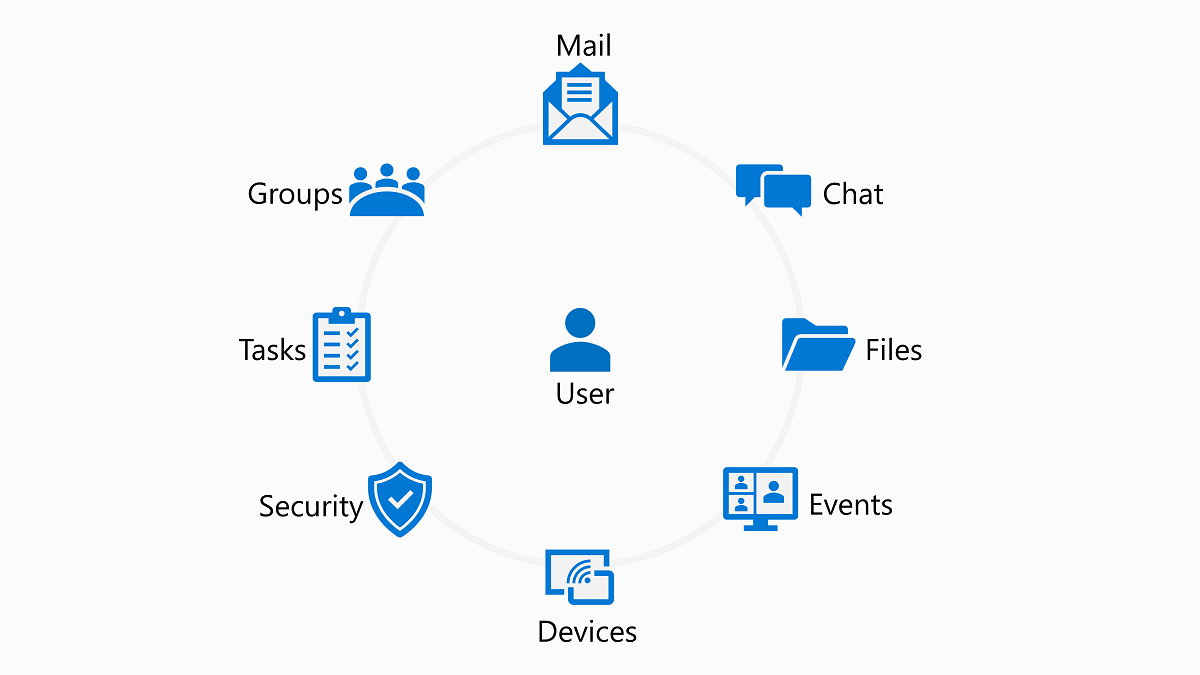 Mail
Groups
Chat
Tasks
Files
User
Security
Events
Devices